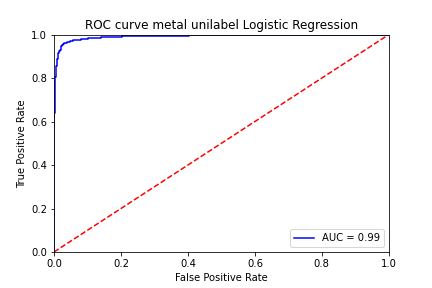 ROC curve metal unilabel Logistic Regression
True Positive Rate
1.0
0.8
0.6
0.4
0.2
0.0
0.0 0.2 0.4 0.6 0.8 1.0
False Positive Rate
AUC = 0.99